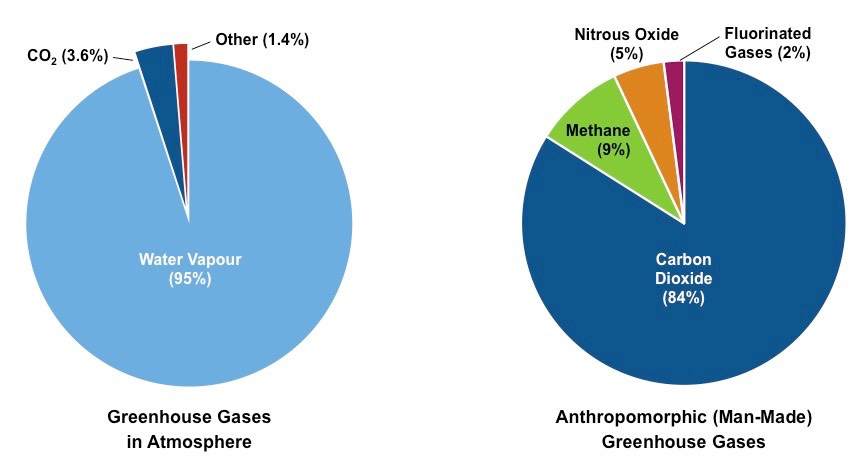 CO₂ (3.6%)
Other (1.4%)
Water Vapour
(95%)
Greenhouse Gases
in Atmosphere
Nitrous Oxide
(5%)
Fluorinated
Gases (2%)
Methane
(9%)
Carbon
Dioxide
(84%)
Anthropomorphic (Man-Made)
Greenhouse Gases